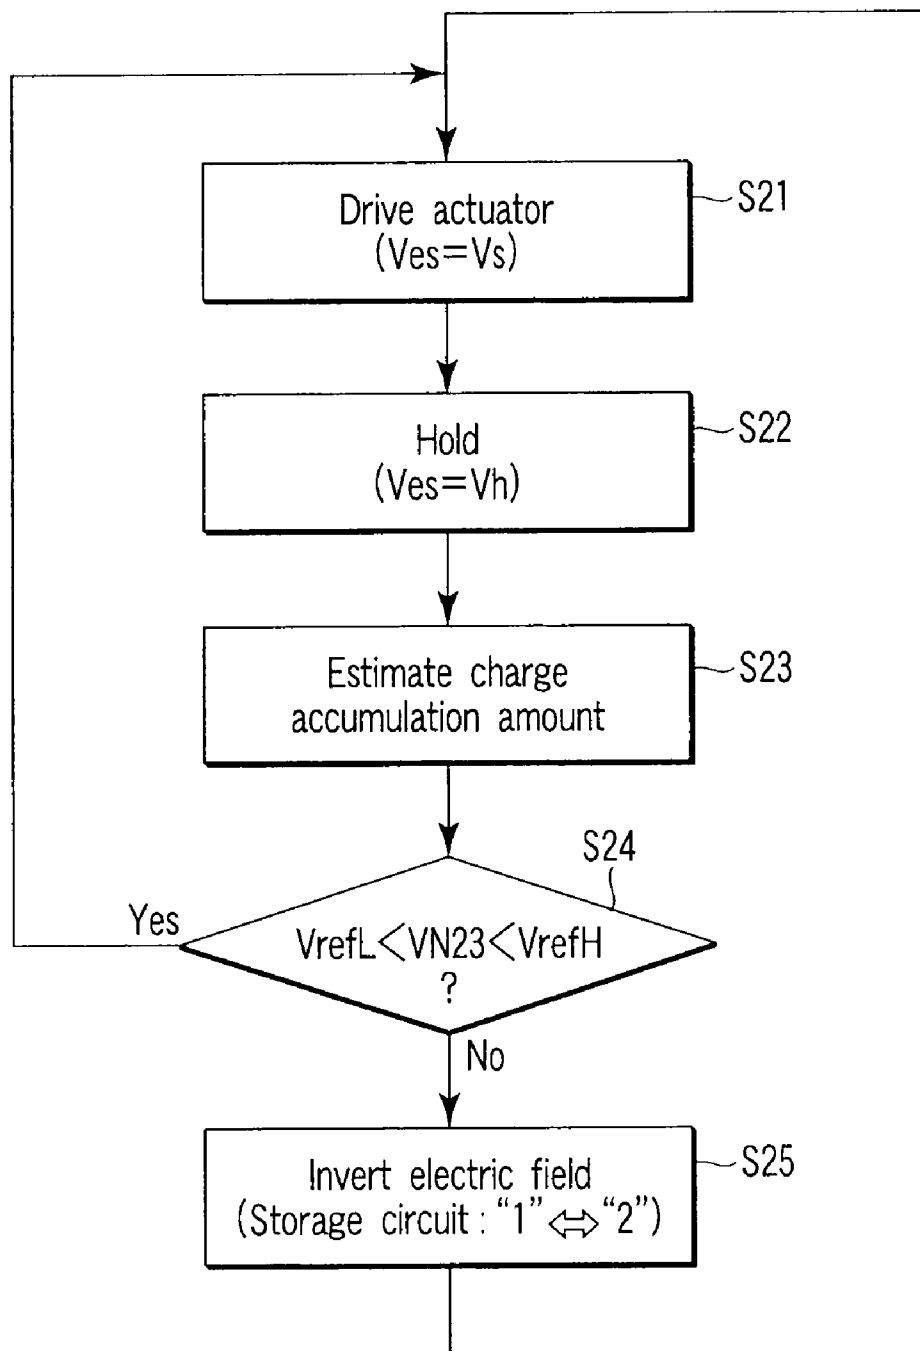 Drive actuator
(Ves=Vs)
S21
Hold
(Ves=Vh)
S22
Estimate charge
accumulation amount
S23
S24
Yes
VrefL<VN23<VrefH
?
No
Invert electric field
(Storage circuit : “1”⇔“2”)
S25